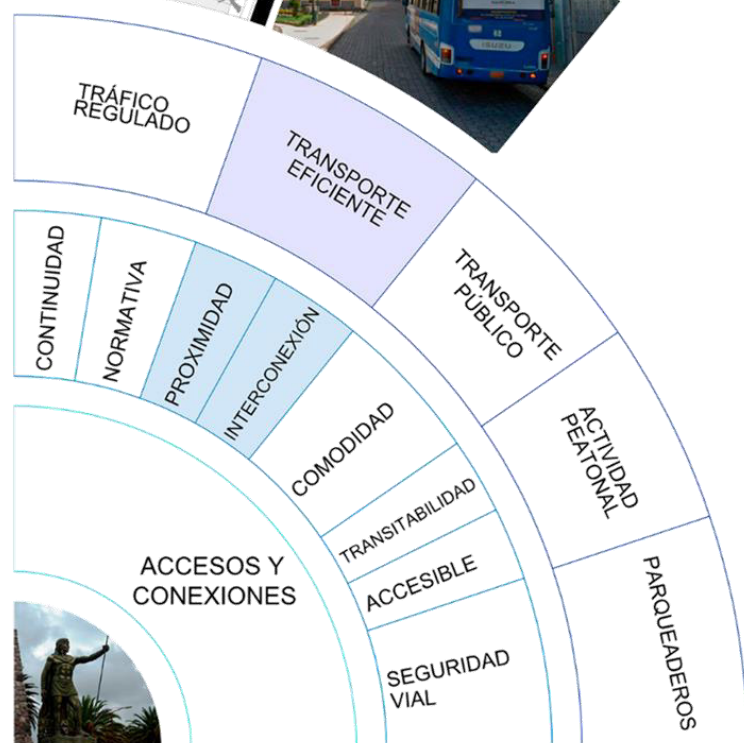 ISUZU
TRÁFICO
REGULADO
TRANSPORTE
EFICIENTE
TRANSPORTE
PÚBLICO
ACTIVIDAD
PEATONAL
PARQUEADEROS
CONTINUIDAD
NORMATIVA
PROXIMIDAD
INTERCONEXIÓN
COMODIDAD
TRANSITABILIDAD
ACCESIBLE
SEGURIDAD
VIAL
ACCESOS Y
CONEXIONES